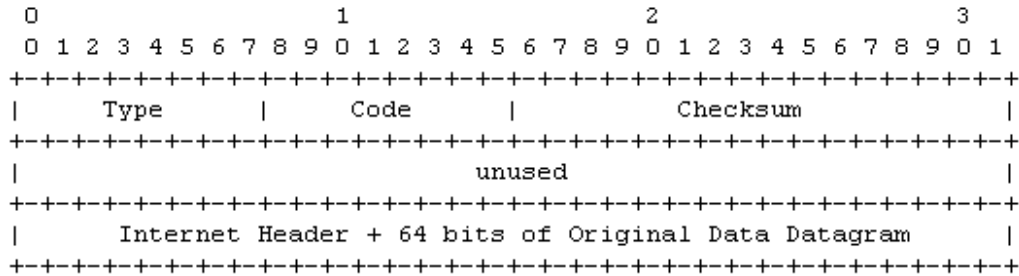 0                   1                   2                   3
 0 1 2 3 4 5 6 7 8 9 0 1 2 3 4 5 6 7 8 9 0 1 2 3 4 5 6 7 8 9 0 1
+-+-+-+-+-+-+-+-+-+-+-+-+-+-+-+-+-+-+-+-+-+-+-+-+-+-+-+-+-+-+-+-+
|     Type      |     Code      |          Checksum             |
+-+-+-+-+-+-+-+-+-+-+-+-+-+-+-+-+-+-+-+-+-+-+-+-+-+-+-+-+-+-+-+-+
|                             unused                            |
+-+-+-+-+-+-+-+-+-+-+-+-+-+-+-+-+-+-+-+-+-+-+-+-+-+-+-+-+-+-+-+-+
|      Internet Header + 64 bits of Original Data Datagram      |
+-+-+-+-+-+-+-+-+-+-+-+-+-+-+-+-+-+-+-+-+-+-+-+-+-+-+-+-+-+-+-+-+